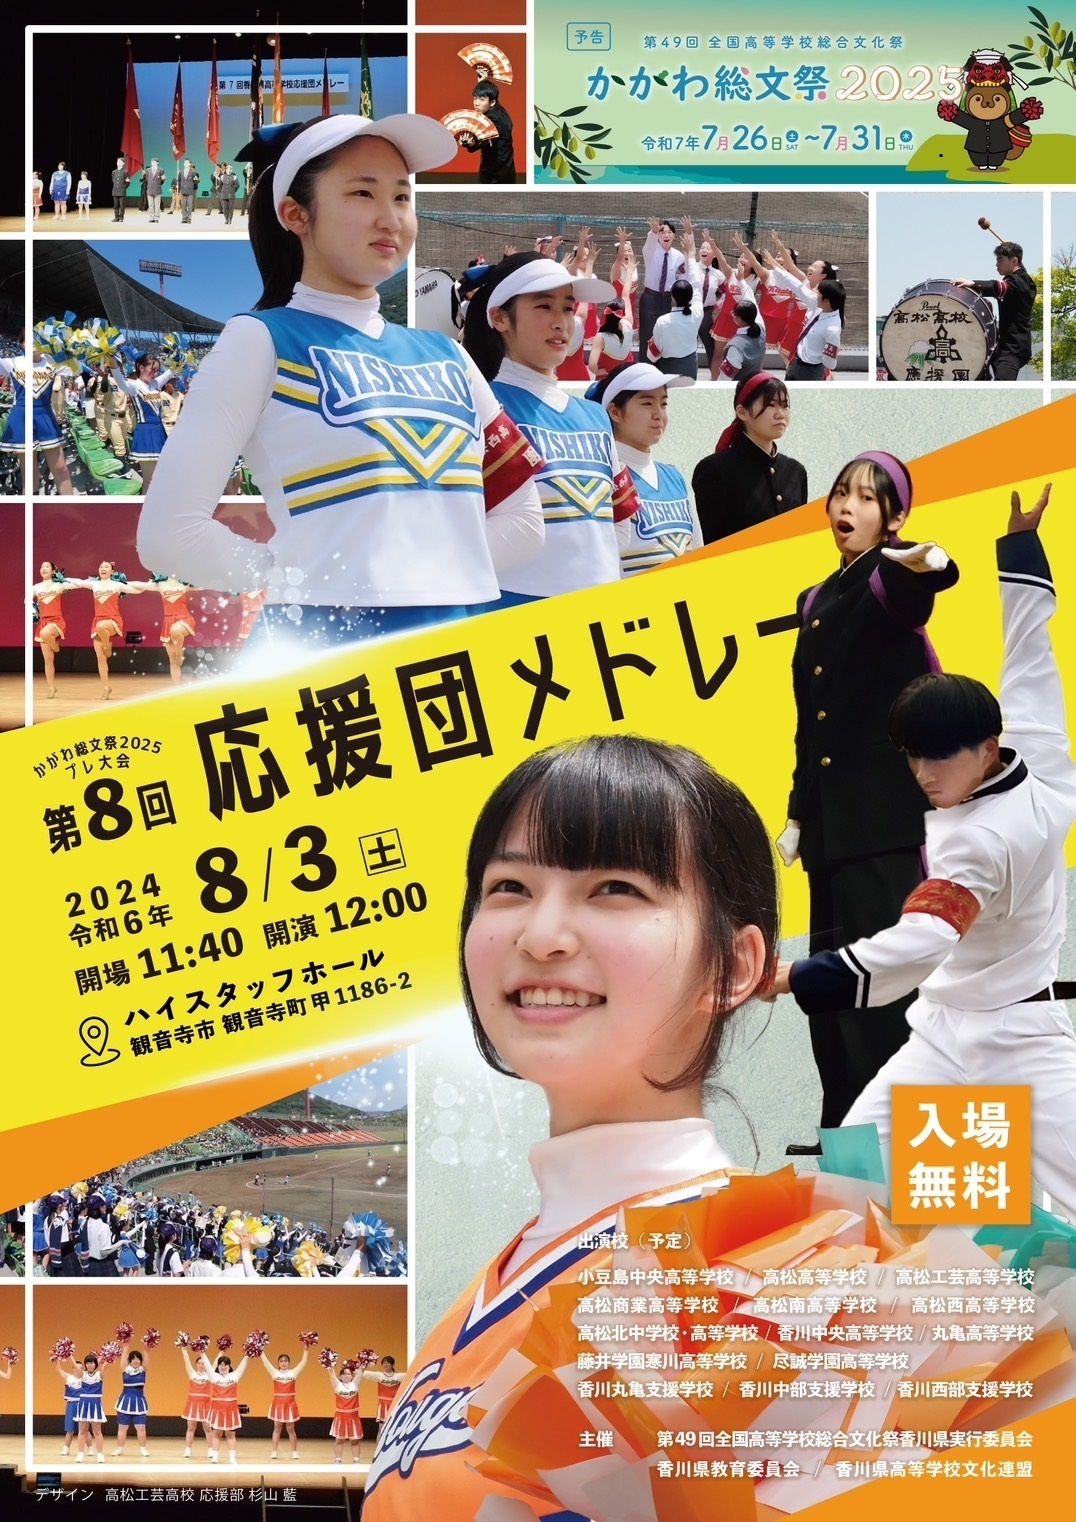 第7回香川県高等学校応援団メドレー
予告
第49回 全国高等学校総合文化祭
かがわ総文祭2025
令和7年7月26日土SAT~7月31日木THU
YAMAHA
Pearl
高松高校
應援團
NISHIKO
NISHIKO
NISHIKO
かがわ総文祭2025
プレ大会
第8回 応援団メドレー
2024
令和6年 8/3 土
開場 11:40 開演 12:00
ハイスタッフホール
観音寺市 観音寺町 甲 1186-2
入場
無料
出演校（予定）
小豆島中央高等学校 / 高松高等学校 / 高松工芸高等学校
高松商業高等学校 / 高松南高等学校 / 高松西高等学校
高松北中学校・高等学校 / 香川中央高等学校 / 丸亀高等学校
藤井学園寒川高等学校 / 尽誠学園高等学校
香川丸亀支援学校 / 香川中部支援学校 / 香川西部支援学校
主催 第49回全国高等学校総合文化祭香川県実行委員会
香川県教育委員会 / 香川県高等学校文化連盟
デザイン 高松工芸高校 応援部 杉山 藍